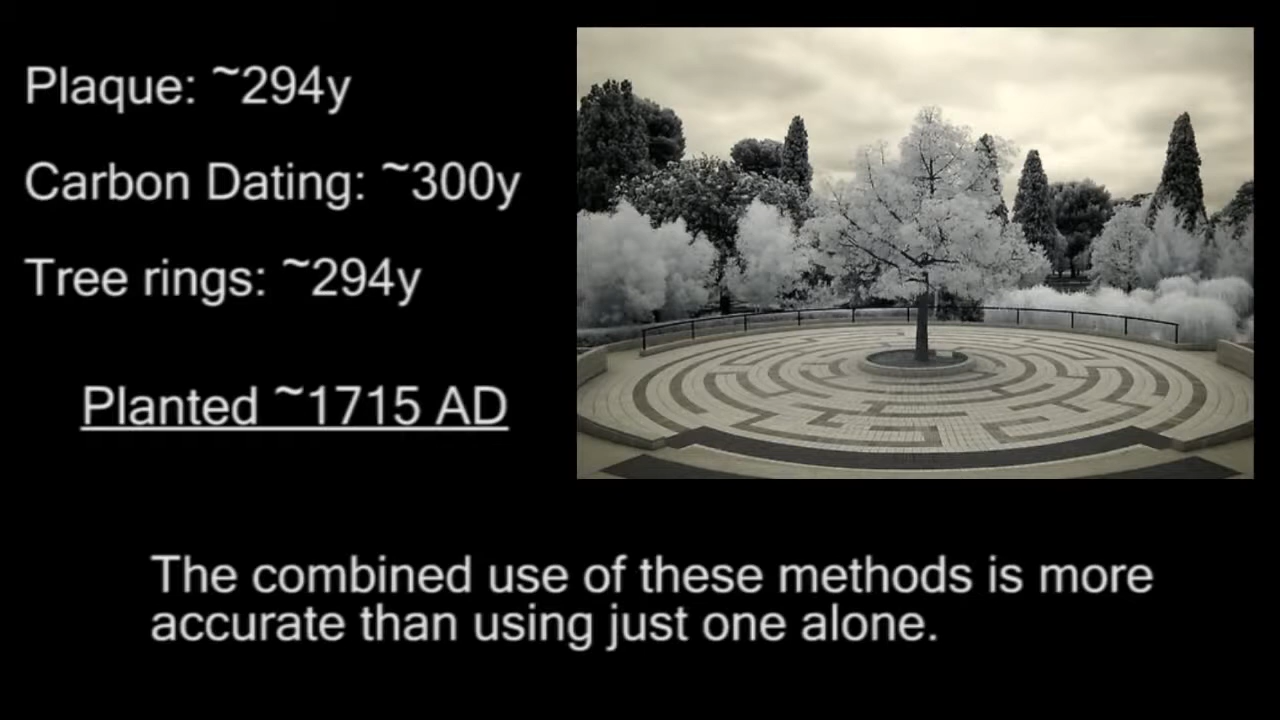 Plaque: ~294y
Carbon Dating: ~300y
Tree rings: ~294y
Planted ~1715 AD
The combined use of these methods is more
accurate than using just one alone.